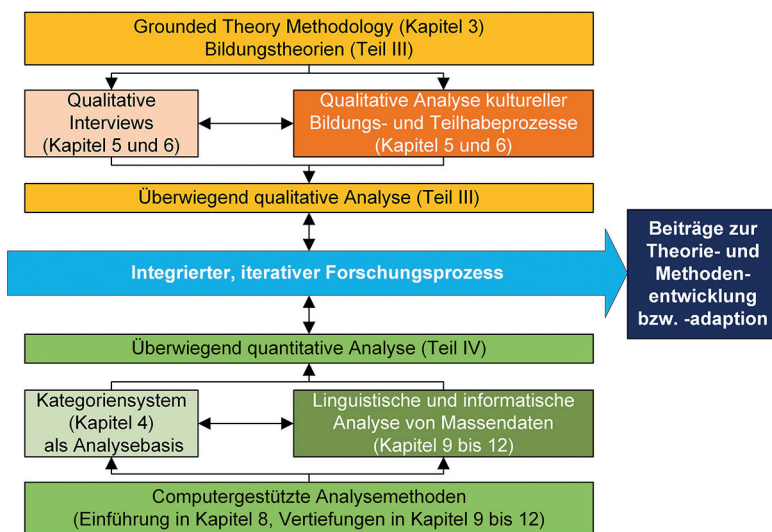 Grounded Theory Methodology (Kapitel 3)
Bildungstheorien (Teil III)
Qualitative
Interviews
(Kapitel 5 und 6)
Qualitative Analyse kultureller
Bildungs- und Teilhabeprozesse
(Kapitel 5 und 6)
Überwiegend qualitative Analyse (Teil III)
Integrierter, iterativer Forschungsprozess
Beiträge zur
Theorie- und
Methoden-
entwicklung
bzw. -adaption
Überwiegend quantitative Analyse (Teil IV)
Kategoriensystem
(Kapitel 4)
als Analysebasis
Linguistische und informatische
Analyse von Massendaten
(Kapitel 9 bis 12)
Computergestützte Analysemethoden
(Einführung in Kapitel 8, Vertiefungen in Kapitel 9 bis 12)